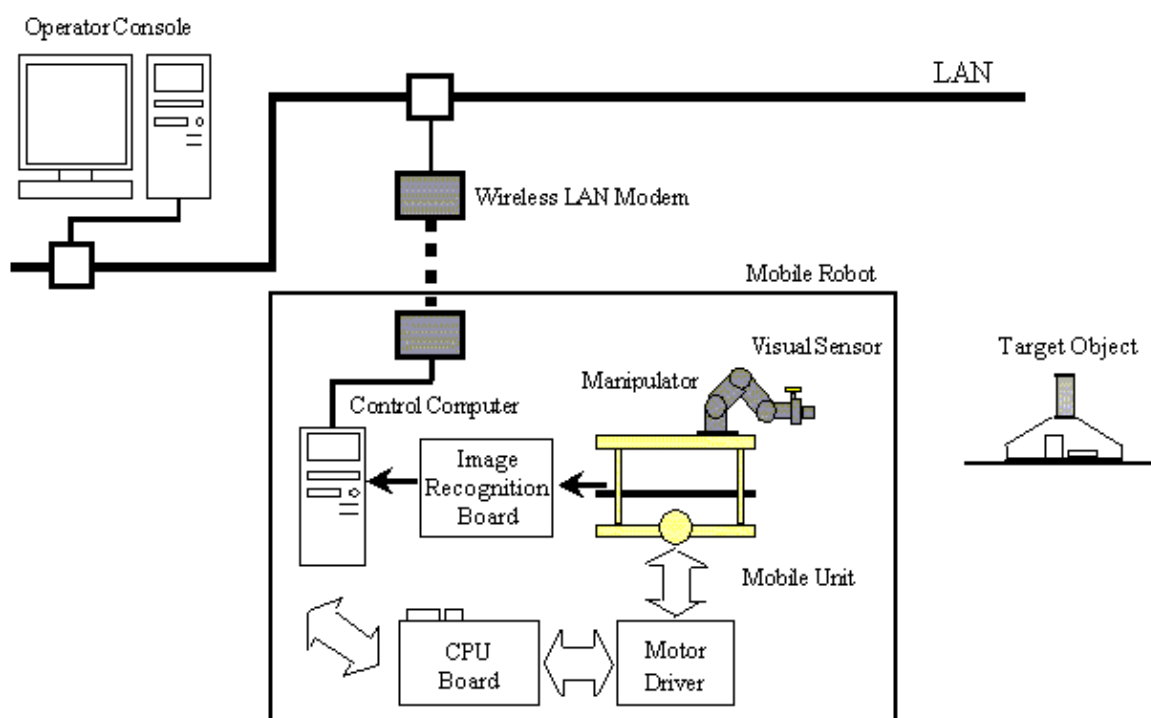 Operator Console
LAN
Wireless LAN Modem
Mobile Robot
Visual Sensor
Target Object
Manipulator
Control Computer
Image
Recognition
Board
Mobile Unit
CPU
Board
Motor
Driver